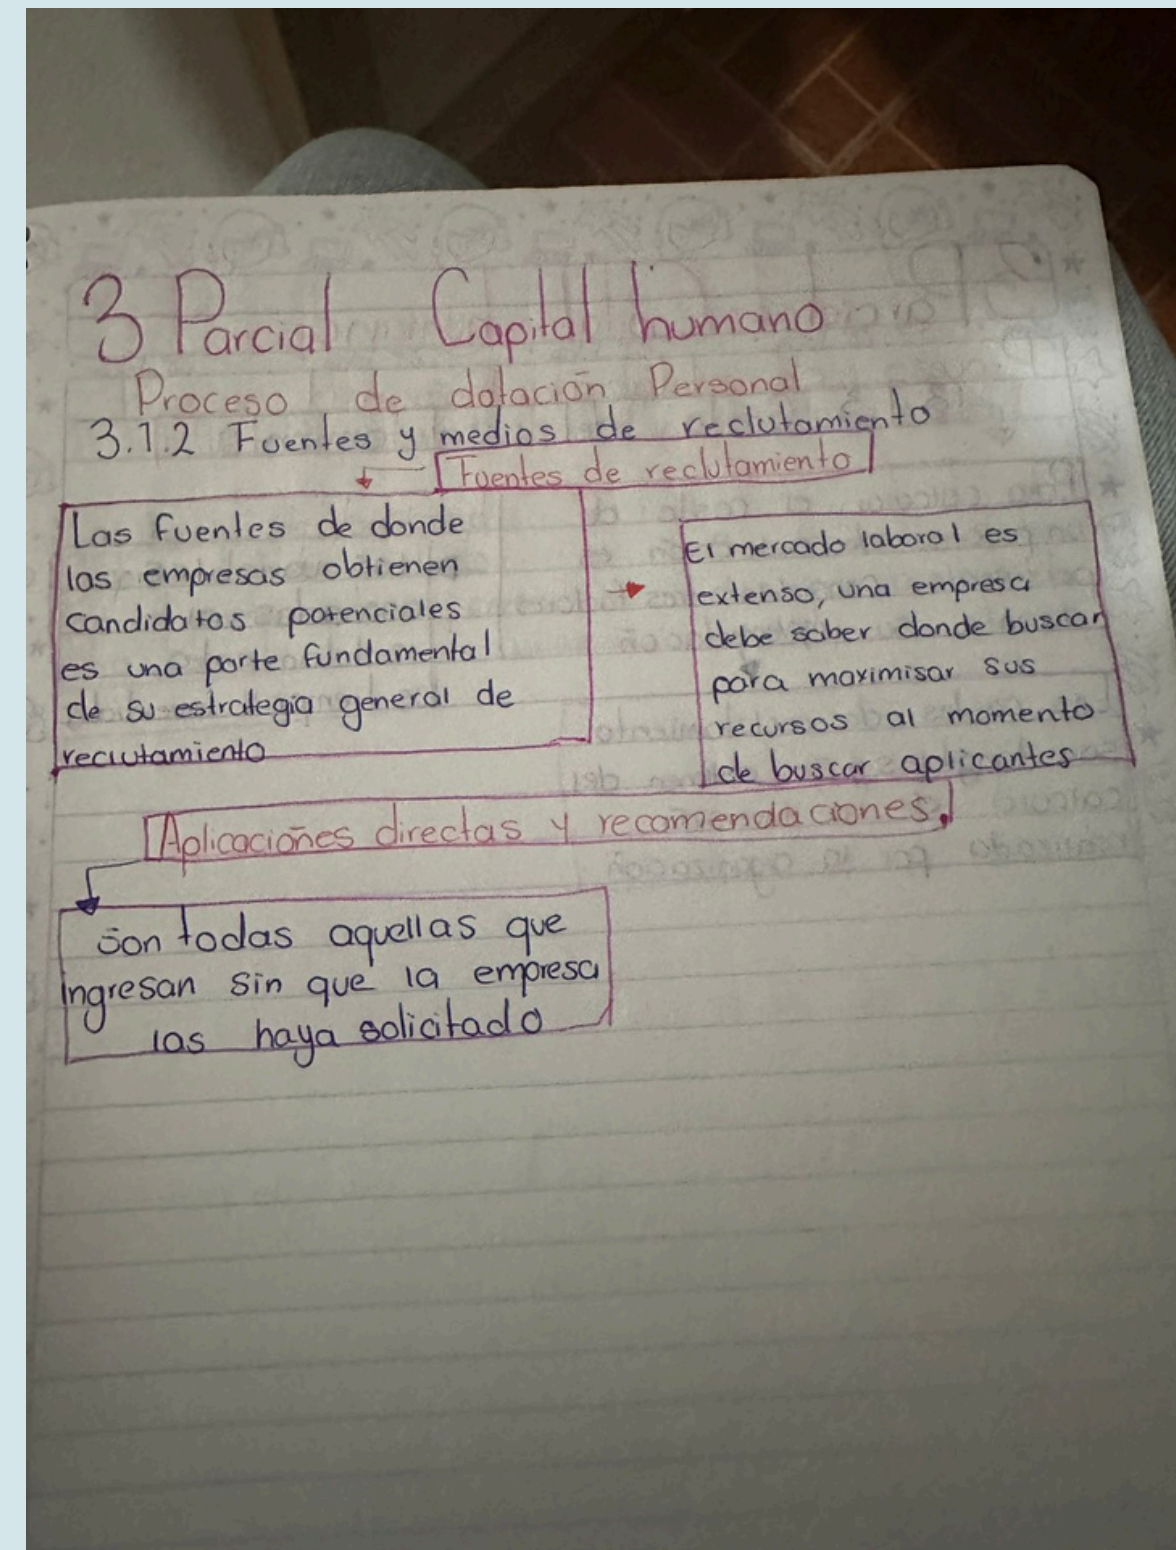 3 Parcial Capital humano
Proceso de dotación Personal
3.1.2 Fuentes y medios de reclutamiento
Fuentes de reclutamiento
Las fuentes de donde
las empresas obtienen
candidatos potenciales
es una parte fundamental
de su estrategia general de
reclutamiento
El mercado laboral es
extenso, una empresa
debe saber donde buscar
para maximisar sus
recursos al momento
de buscar aplicantes
Aplicaciones directas y recomendaciones.
Son todas aquellas que
ingresan sin que la empresa
las haya solicitado